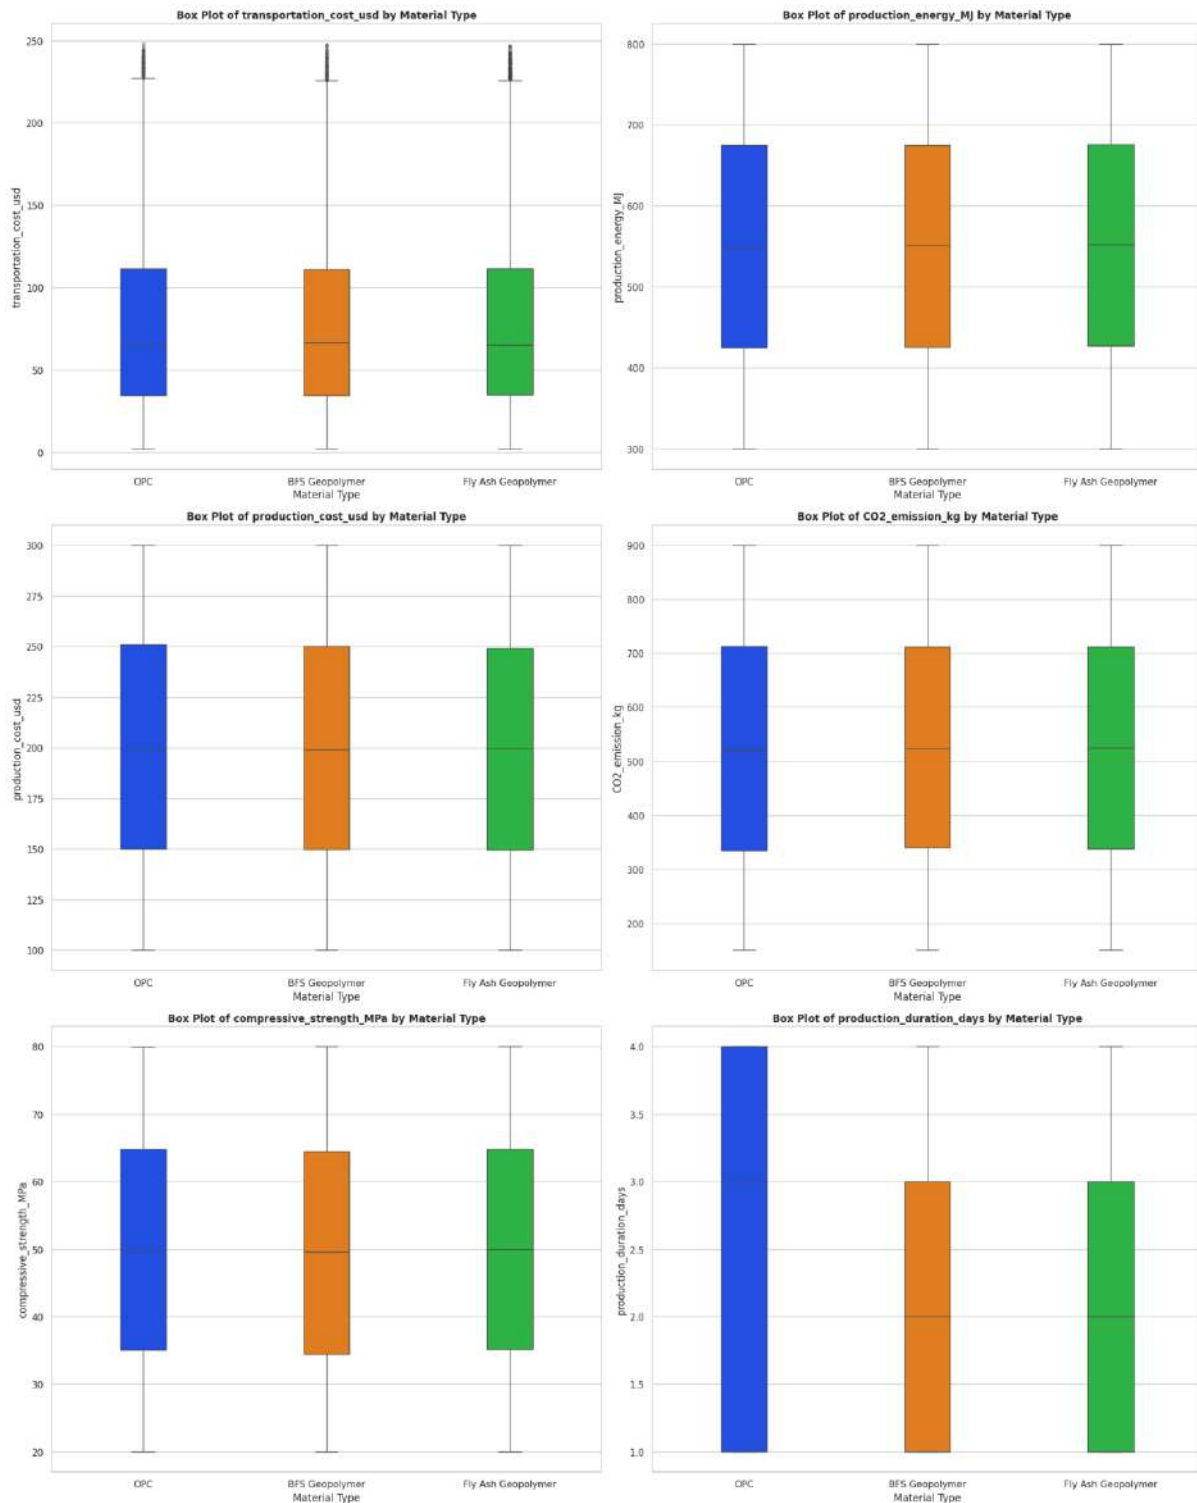 Box Plot of transportation_cost_usd by Material Type
transportation_cost_usd
250
200
150
100
50
0
OPC
BFS Geopolymer
Fly Ash Geopolymer
Material Type
Box Plot of production_energy_MJ by Material Type
production_energy_MJ
800
700
600
500
400
300
OPC
BFS Geopolymer
Fly Ash Geopolymer
Material Type
Box Plot of production_cost_usd by Material Type
production_cost_usd
300
275
250
225
200
175
150
125
100
OPC
BFS Geopolymer
Fly Ash Geopolymer
Material Type
Box Plot of CO2_emission_kg by Material Type
CO2_emission_kg
900
800
700
600
500
400
300
200
OPC
BFS Geopolymer
Fly Ash Geopolymer
Material Type
Box Plot of compressive_strength_MPa by Material Type
compressive_strength_MPa
80
70
60
50
40
30
20
OPC
BFS Geopolymer
Fly Ash Geopolymer
Material Type
Box Plot of production_duration_days by Material Type
production_duration_days
4.0
3.5
3.0
2.5
2.0
1.5
1.0
OPC
BFS Geopolymer
Fly Ash Geopolymer
Material Type